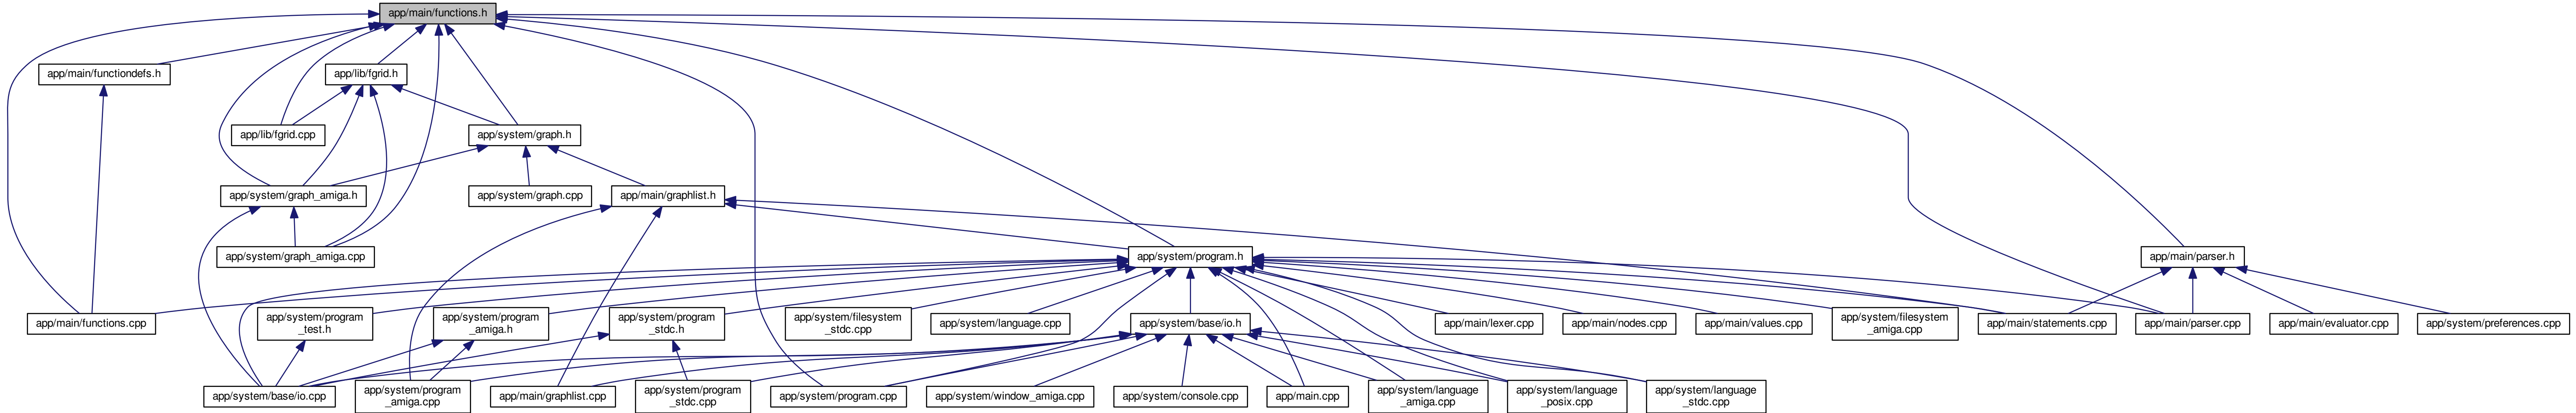 app/main/functions.h
app/main/functiondefs.h
app/lib/fgrid.h
app/lib/fgrid.cpp
app/system/graph.h
app/system/graph_amiga.h
app/system/graph.cpp
app/main/graphlist.h
app/system/graph_amiga.cpp
app/system/program.h
app/main/parser.h
app/main/functions.cpp
app/system/program
_test.h
app/system/program
_amiga.h
app/system/program
_stdc.h
app/system/filesystem
_stdc.cpp
app/system/language.cpp
app/system/base/io.h
app/main/lexer.cpp
app/main/nodes.cpp
app/main/values.cpp
app/system/filesystem
_amiga.cpp
app/main/statements.cpp
app/main/parser.cpp
app/main/evaluator.cpp
app/system/preferences.cpp
app/system/base/io.cpp
app/system/program
_amiga.cpp
app/main/graphlist.cpp
app/system/program
_stdc.cpp
app/system/program.cpp
app/system/window_amiga.cpp
app/system/console.cpp
app/main.cpp
app/system/language
_amiga.cpp
app/system/language
_posix.cpp
app/system/language
_stdc.cpp